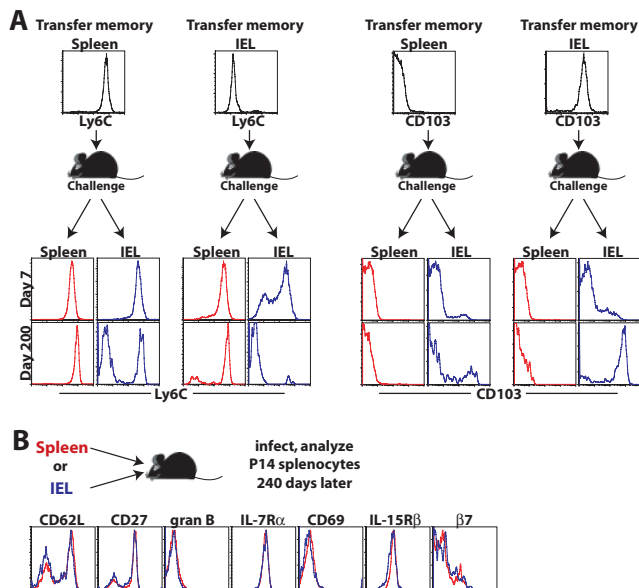 A
Transfer memory Transfer memory Transfer memory Transfer memory
Spleen IEL Spleen IEL
Ly6C Ly6C CD103 CD103
Challenge Challenge Challenge Challenge
Spleen IEL Spleen IEL Spleen IEL Spleen IEL
Day 7
Day 200
Ly6C CD103
B
Spleen
or
IEL
infect, analyze
P14 splenocytes
240 days later
CD62L CD27 gran B IL-7Rα CD69 IL-15Rβ β7